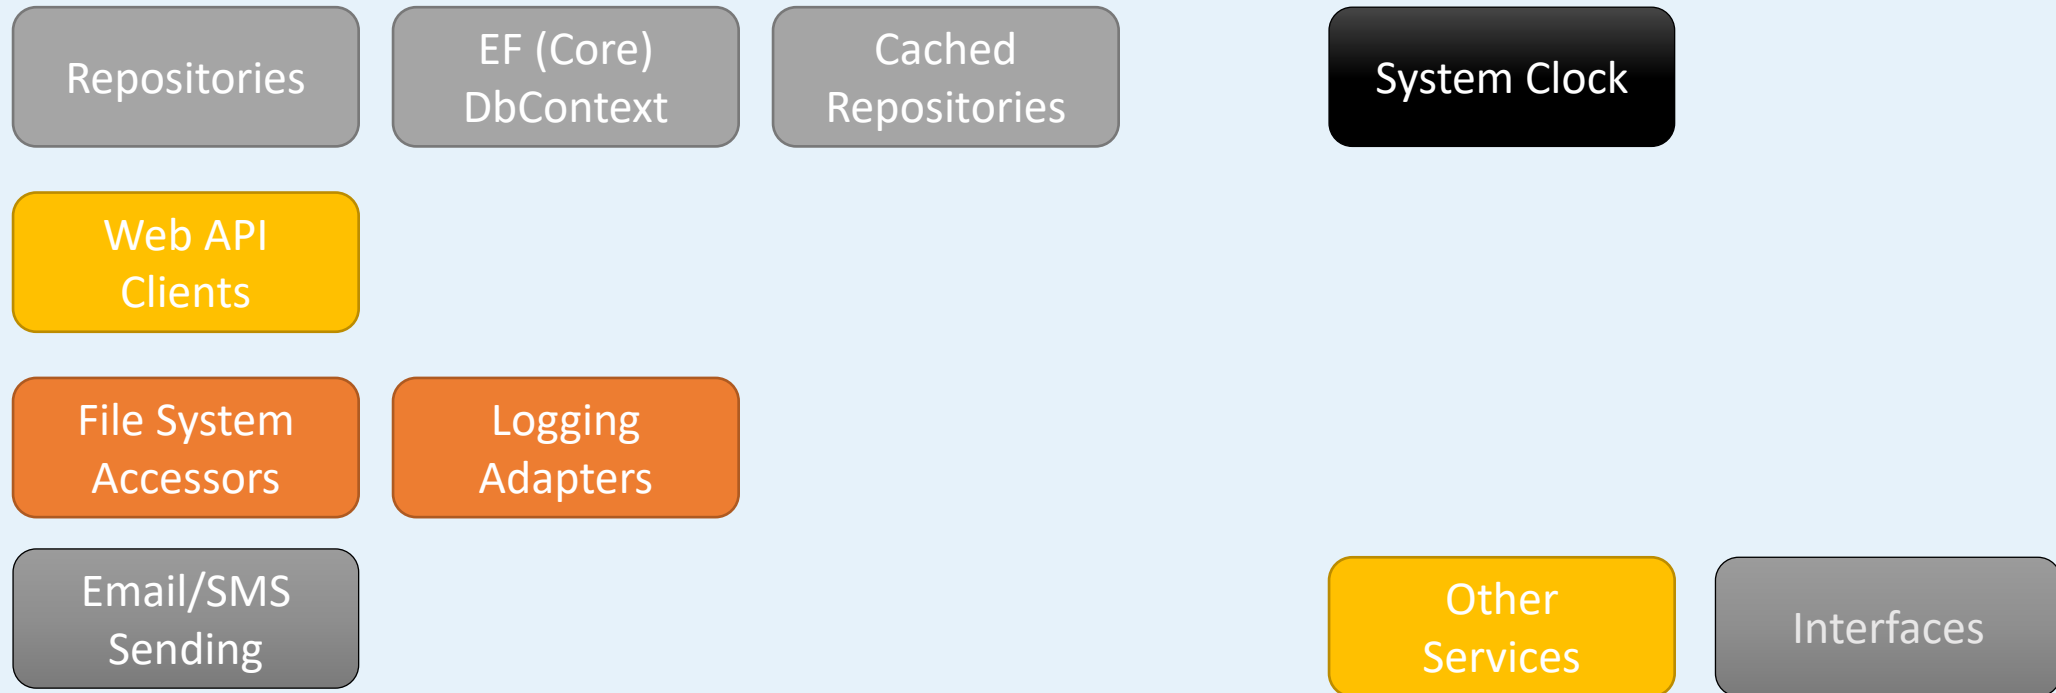 Repositories
EF (Core)
DbContext
Cached
Repositories
System Clock
Web API
Clients
File System
Accessors
Logging
Adapters
Email/SMS
Sending
Other
Services
Interfaces